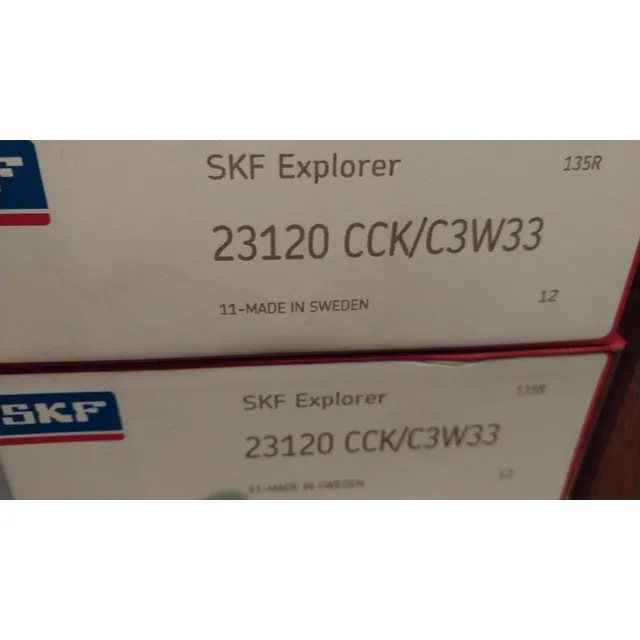 SKF Explorer 135R
23120 CCK/C3W33
11-MADE IN SWEDEN 12
SKF
SKF Explorer 135R
23120 CCK/C3W33
11-MADE IN SWEDEN 12